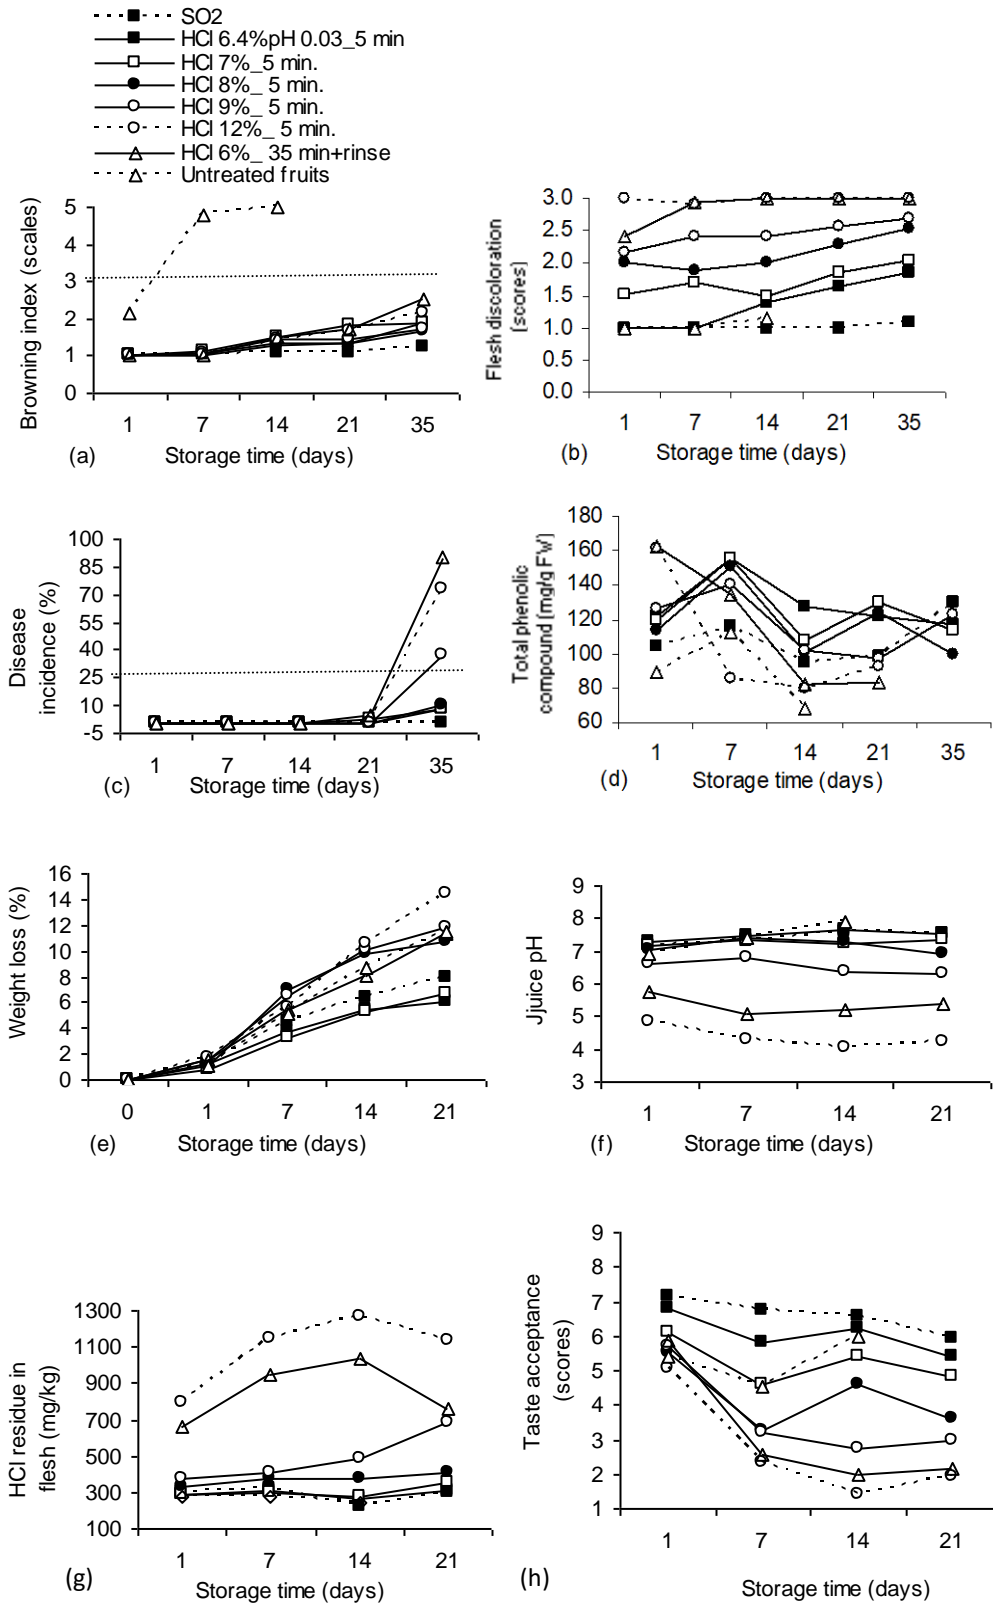 SO2
HCl 6.4%pH 0.03_5 min
HCl 7%_5 min.
HCl 8%_ 5 min.
HCl 9%_ 5 min.
HCl 12%_ 5 min.
HCl 6%_ 35 min+rinse
Untreated fruits
Browning index (scales)
5
4
3
2
1
0
1 7 14 21 35
(a) Storage time (days)
Flesh discoloration
(scores)
3.0
2.5
2.0
1.5
1.0
0.5
0.0
1 7 14 21 35
(b) Storage time (days)
Disease
incidence (%)
100
85
70
55
40
25
10
-5
1 7 14 21 35
(c) Storage time (days)
Total phenolic
compound (mg/g FW)
180
160
140
120
100
80
60
1 7 14 21 35
(d) Storage time (days)
Weight loss (%)
16
14
12
10
8
6
4
2
0
0 1 7 14 21
(e) Storage time (days)
Jjuice pH
9
8
7
6
5
4
3
1 7 14 21
(f) Storage time (days)
HCl residue in
flesh (mg/kg)
1300
1100
900
700
500
300
100
1 7 14 21
(g) Storage time (days)
Taste acceptance
(scores)
9
8
7
6
5
4
3
2
1
1 7 14 21
(h) Storage time (days)